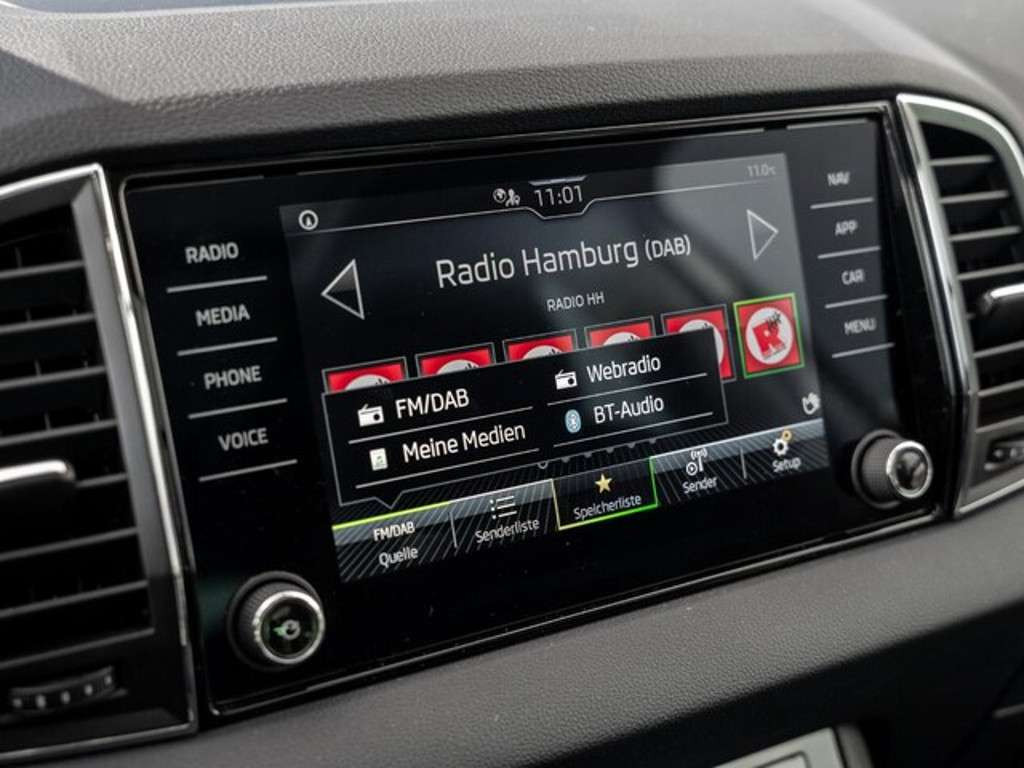 11:01
11.0°C
Radio Hamburg (DAB)
RADIO HH
RADIO
MEDIA
PHONE
VOICE
NAV
APP
CAR
MENU
FM/DAB
Webradio
Meine Medien
BT-Audio
FM/DAB
Quelle
Senderliste
Speicherliste
Sender
Setup
R